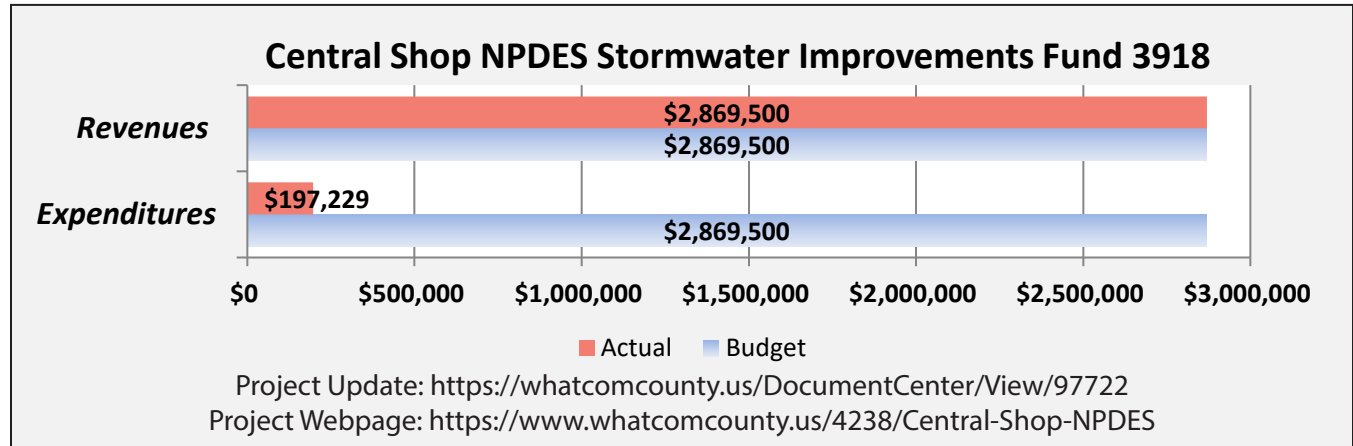 Central Shop NPDES Stormwater Improvements Fund 3918
Revenues
$2,869,500
$2,869,500
Expenditures
$197,229
$2,869,500
$0 $500,000 $1,000,000 $1,500,000 $2,000,000 $2,500,000 $3,000,000
Actual Budget
Project Update: https://whatcomcounty.us/DocumentCenter/View/97722
Project Webpage: https://www.whatcomcounty.us/4238/Central-Shop-NPDES